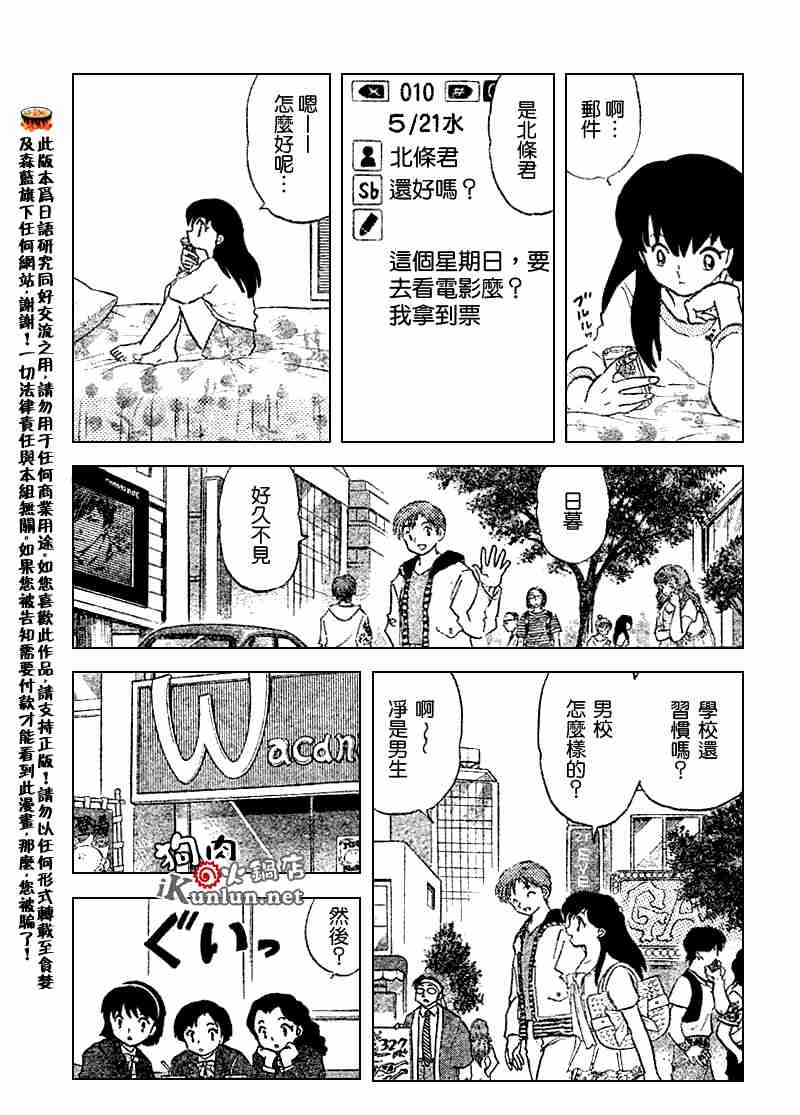 啊…
郵件
是北條君
010
5/21水
北條君
Sb
還好嗎？
這個星期日，要
去看電影麼？
我拿到票
嗯——
怎麼好呢…
ブルルッ
日暮
好久不見
學校還
習慣嗎？
男校
怎麼樣的？
啊～
淨是男生
Wacdn
327
然後？
ぐいっ
狗肉火鍋店
iKunlun.net
此版本爲日語研究同好交流之用，請勿用于任何商業用途，如您喜歡此作品，請支持正版！請勿以任何形式轉載至貪婪
及森藍旗下任何網站，謝謝！一切法律責任與本組無關。如果您被告知需要付款才能看到此漫畫，那麼，您被騙了！